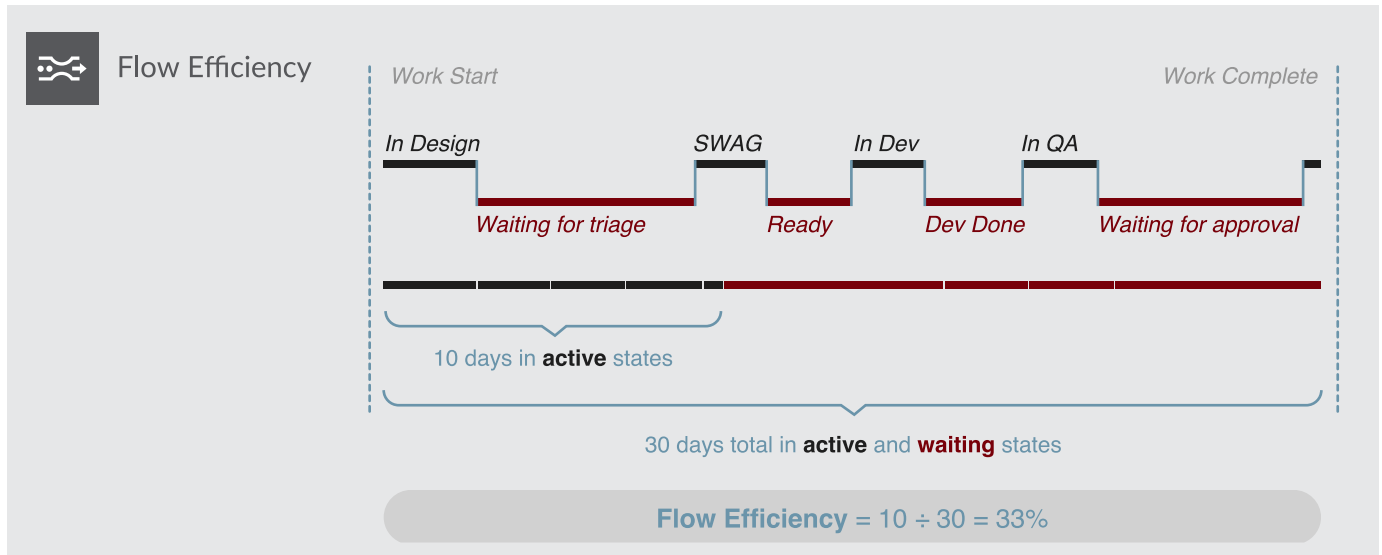 Flow Efficiency
Work Start
Work Complete
In Design
SWAG
In Dev
In QA
Waiting for triage
Ready
Dev Done
Waiting for approval
10 days in active states
30 days total in active and waiting states
Flow Efficiency = 10 ÷ 30 = 33%